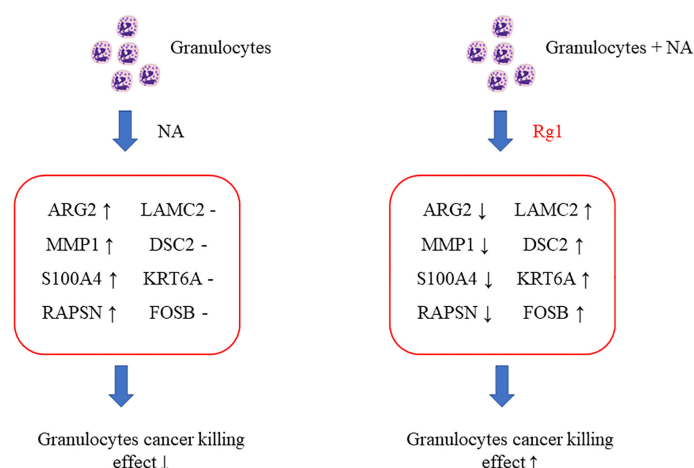 Granulocytes
NA
ARG2 ↑ LAMC2 -
MMP1 ↑ DSC2 -
S100A4 ↑ KRT6A -
RAPSN ↑ FOSB -
Granulocytes cancer killing
effect ↓
Granulocytes + NA
Rg1
ARG2 ↓ LAMC2 ↑
MMP1 ↓ DSC2 ↑
S100A4 ↓ KRT6A ↑
RAPSN ↓ FOSB ↑
Granulocytes cancer killing
effect ↑